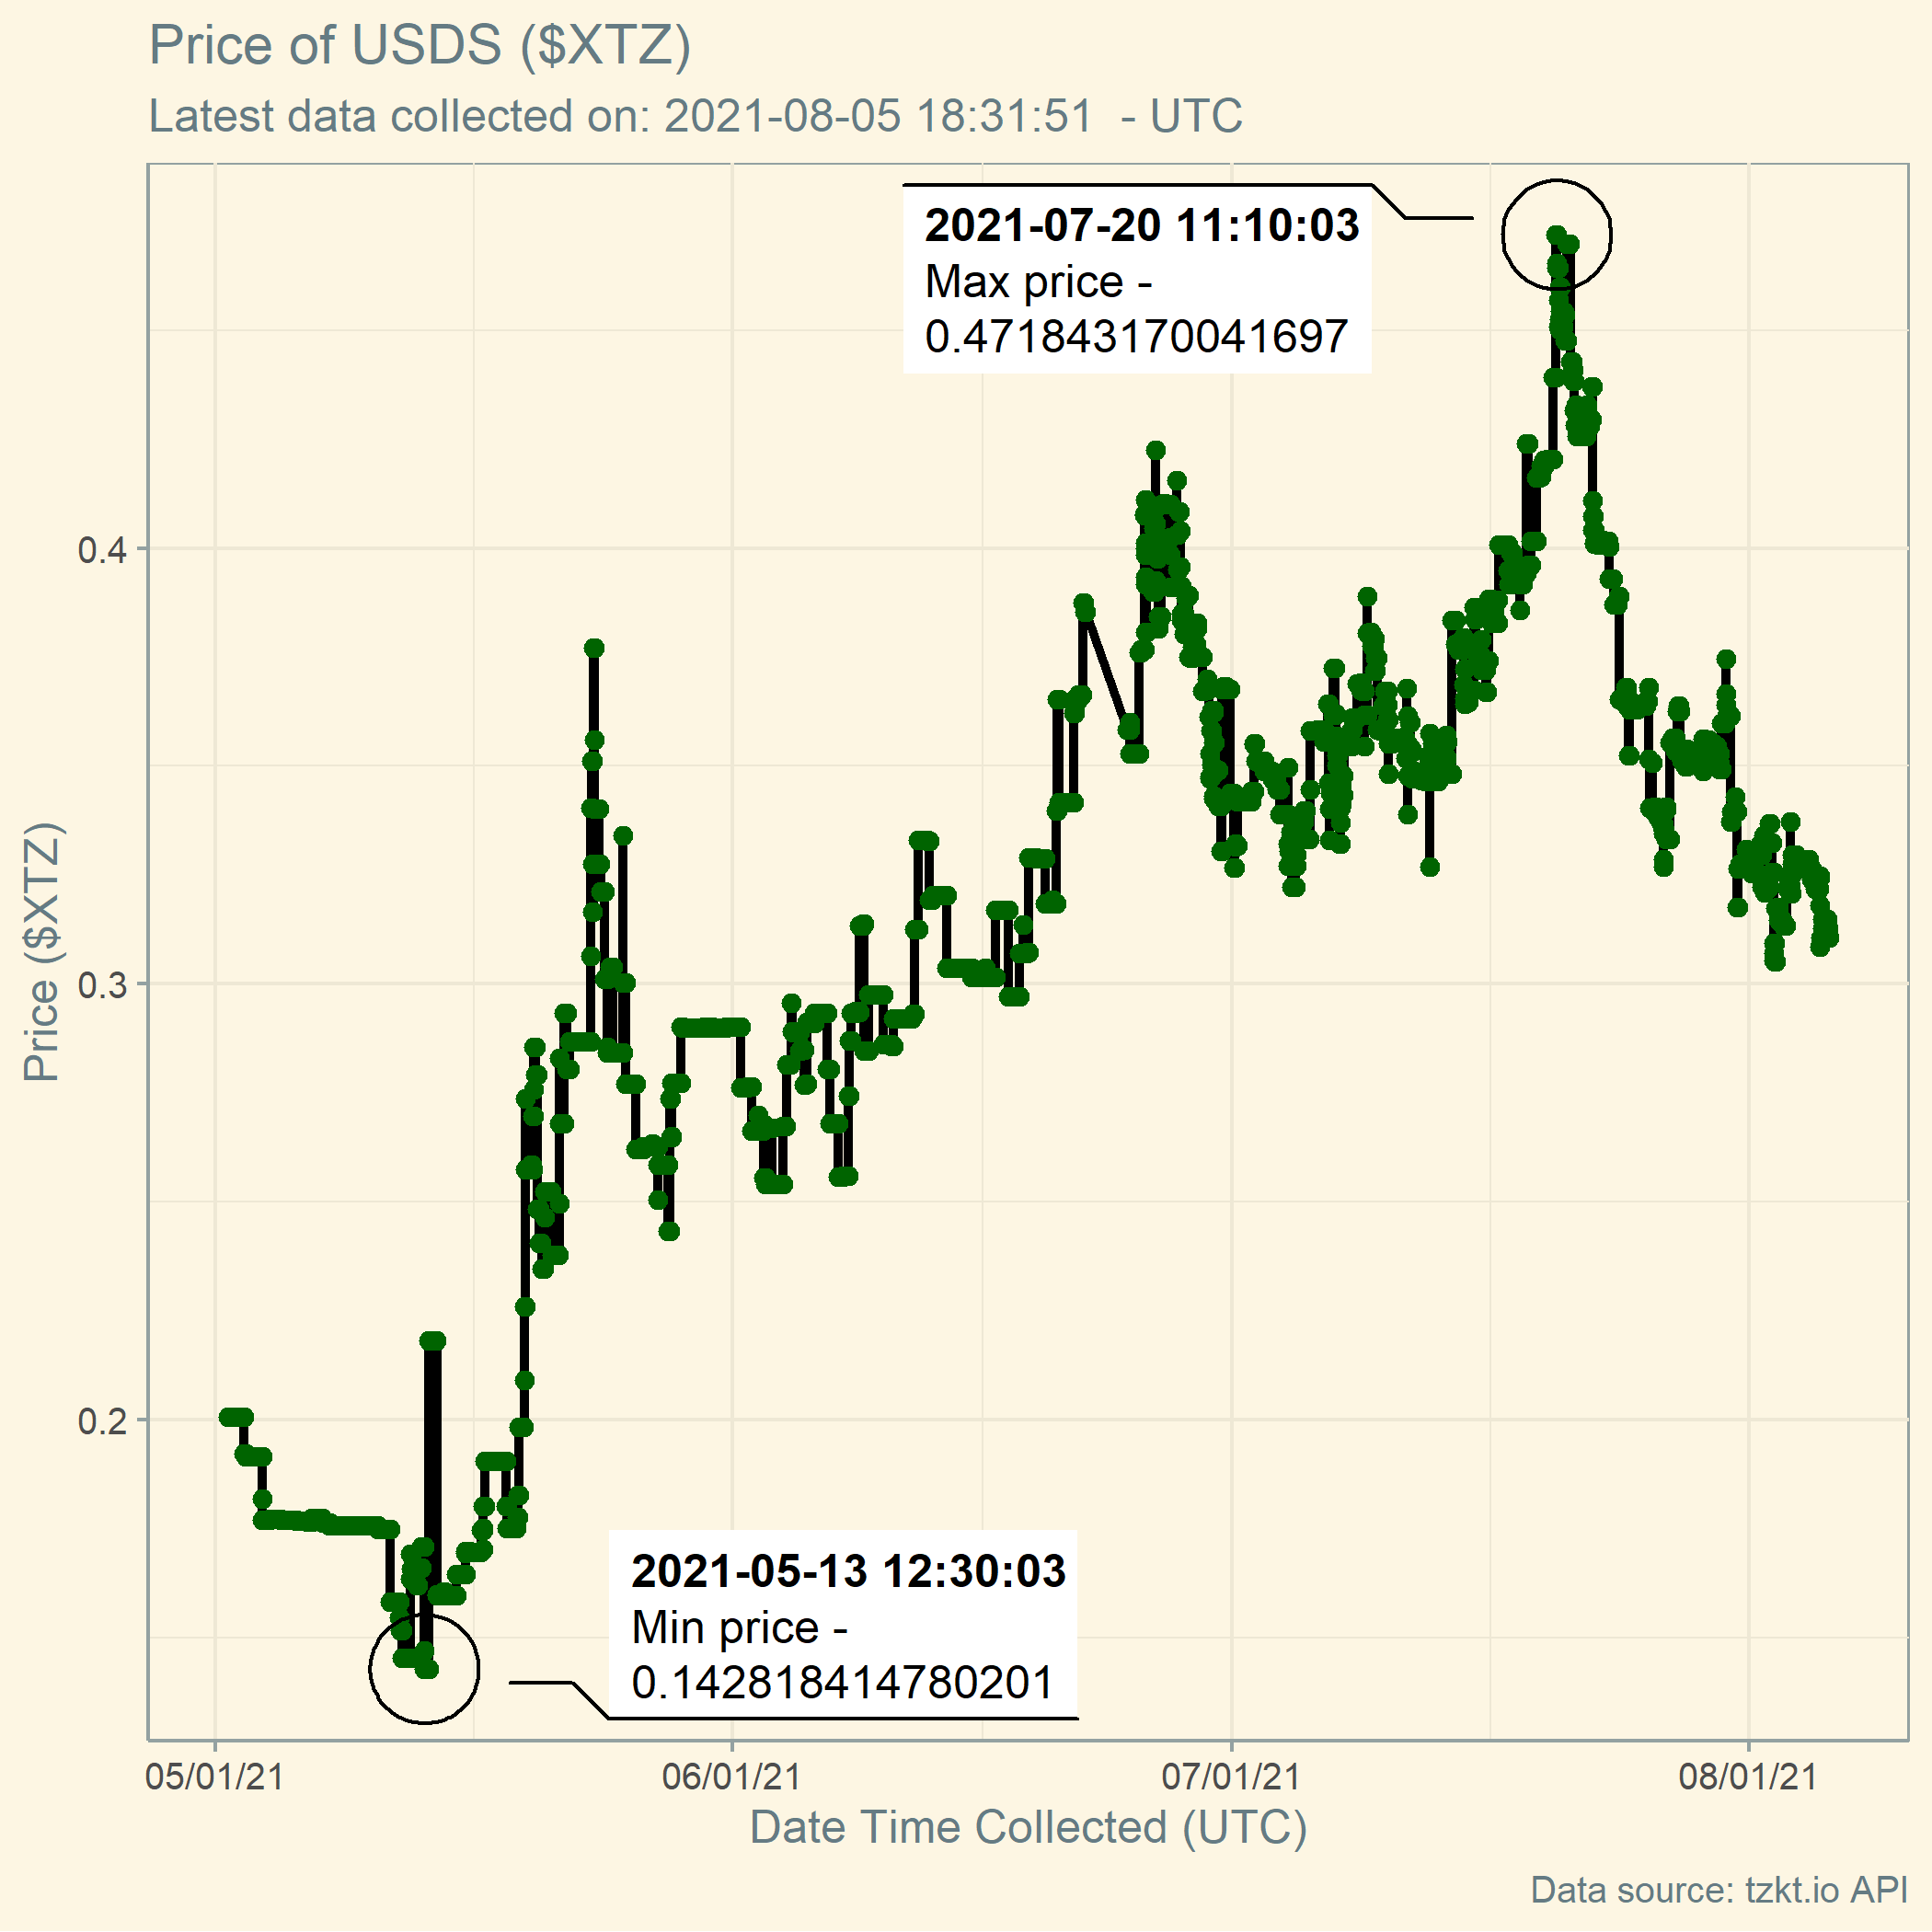 Price of USDS ($XTZ)
Latest data collected on: 2021-08-05 18:31:51  - UTC
2021-07-20 11:10:03
Max price -
0.471843170041697
0.4
0.3
0.2
Price ($XTZ)
2021-05-13 12:30:03
Min price -
0.142818414780201
05/01/21
06/01/21
07/01/21
08/01/21
Date Time Collected (UTC)
Data source: tzkt.io API